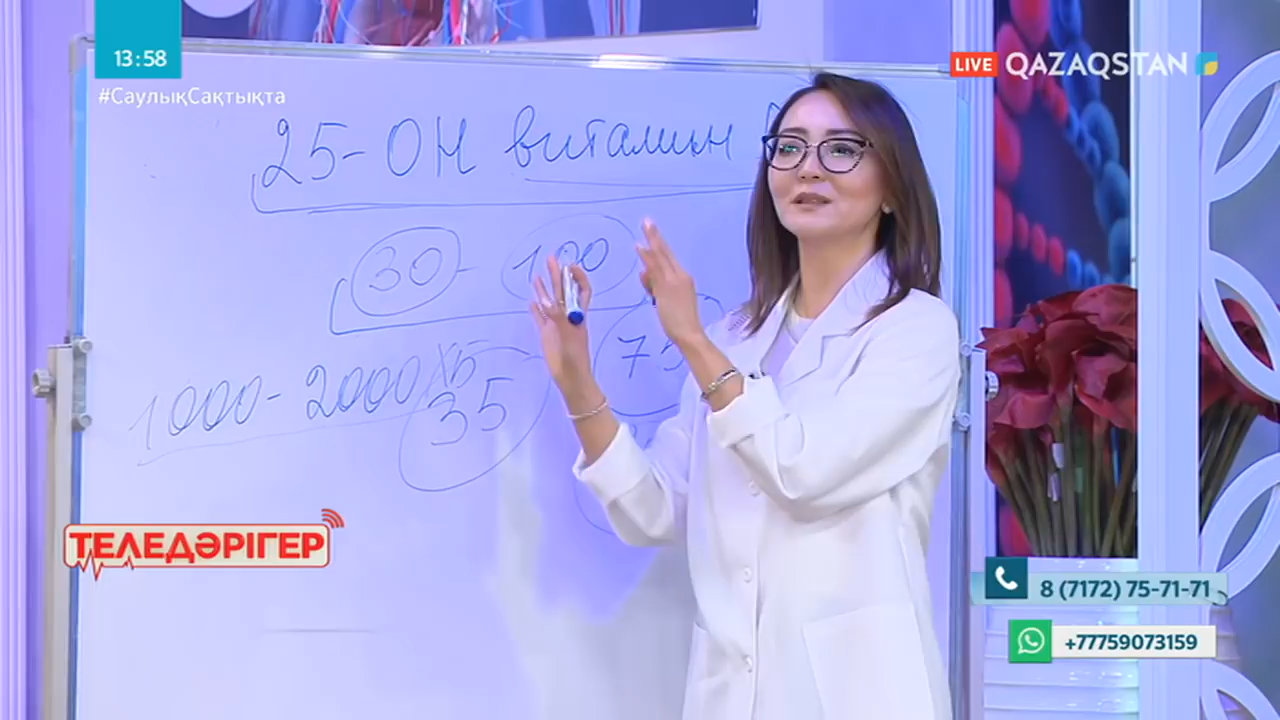 13:58
LIVE QAZAQSTAN
#СаулықСақтықта
25-ОН витамин
30 - 100
75
1000-2000 ХБ
35
ТЕЛЕДӘРІГЕР
8 (7172) 75-71-71
+77759073159